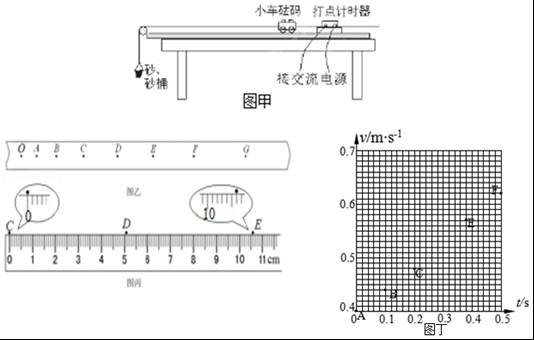 小车砝码 打点计时器
砂、
砂桶
接交流电源
图甲
O A B C D E F G
图乙
0 10
C D E
0 1 2 3 4 5 6 7 8 9 10 11 cm
图丙
v/m·s-1
0.7
0.6
0.5
0.4
F
E
C
B
A
0 0.1 0.2 0.3 0.4 0.5 t/s
图丁